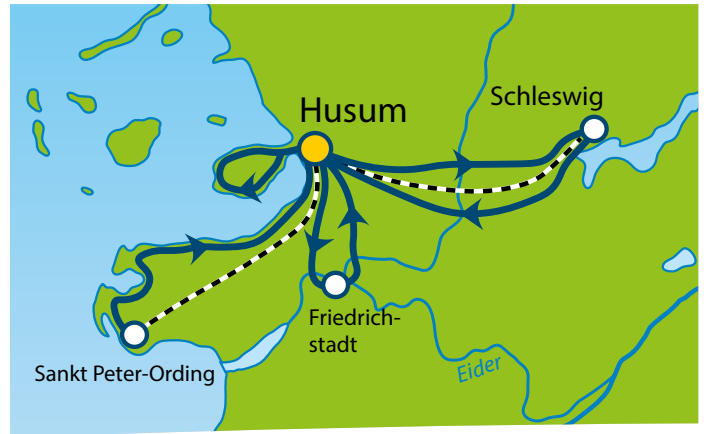 Schleswig
Husum
Friedrich-
stadt
Sankt Peter-Ording
Eider